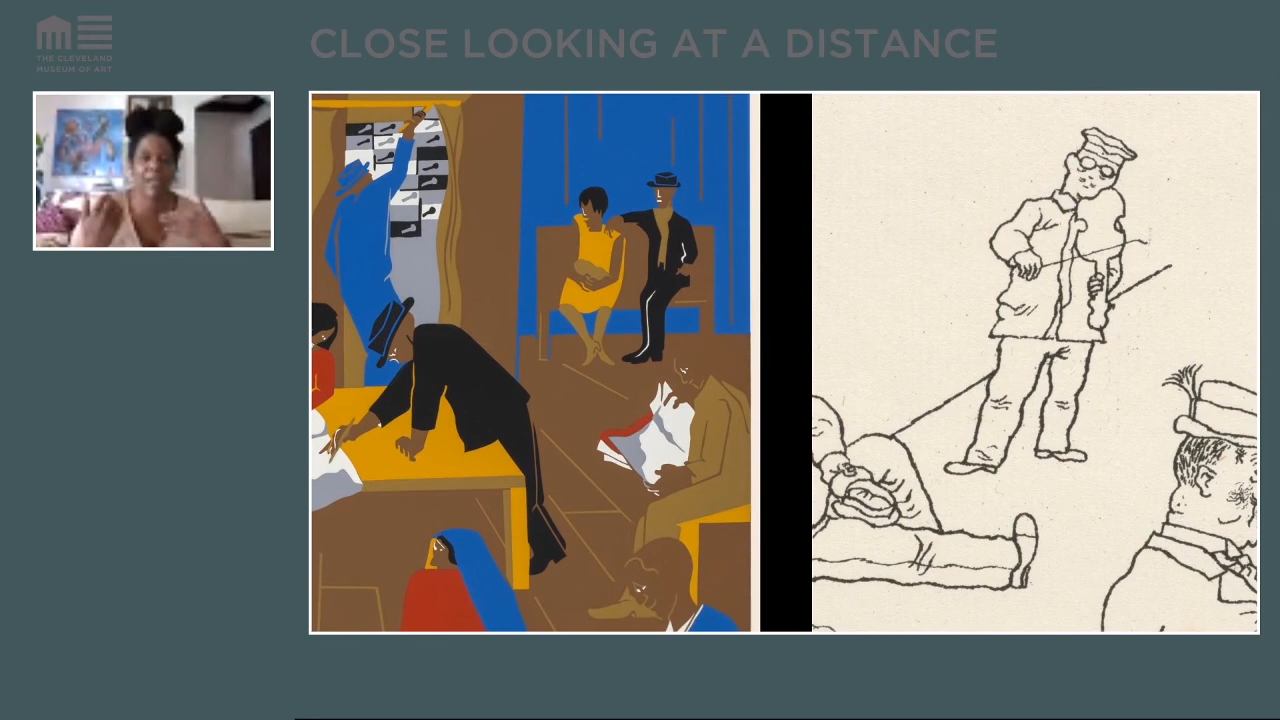 THE CLEVELAND
MUSEUM OF ART
CLOSE LOOKING AT A DISTANCE